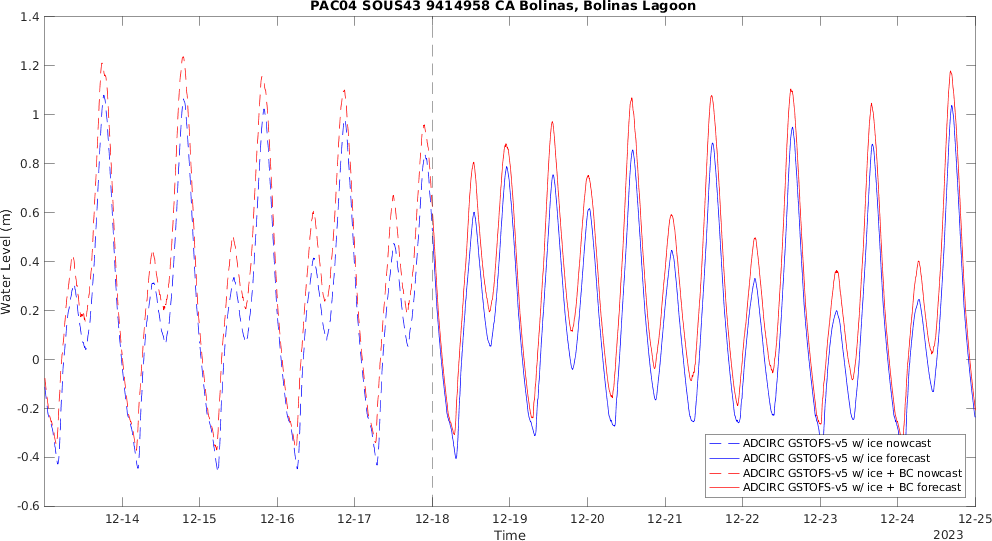 PAC04 SOUS43 9414958 CA Bolinas, Bolinas Lagoon
1.4
1.2
1
0.8
0.6
0.4
0.2
0
-0.2
-0.4
-0.6
Water Level (m)
ADCIRC GSTOFS-v5 w/ ice nowcast
ADCIRC GSTOFS-v5 w/ ice forecast
ADCIRC GSTOFS-v5 w/ ice + BC nowcast
ADCIRC GSTOFS-v5 w/ ice + BC forecast
12-14 12-15 12-16 12-17 12-18 12-19 12-20 12-21 12-22 12-23 12-24 12-25
Time
2023